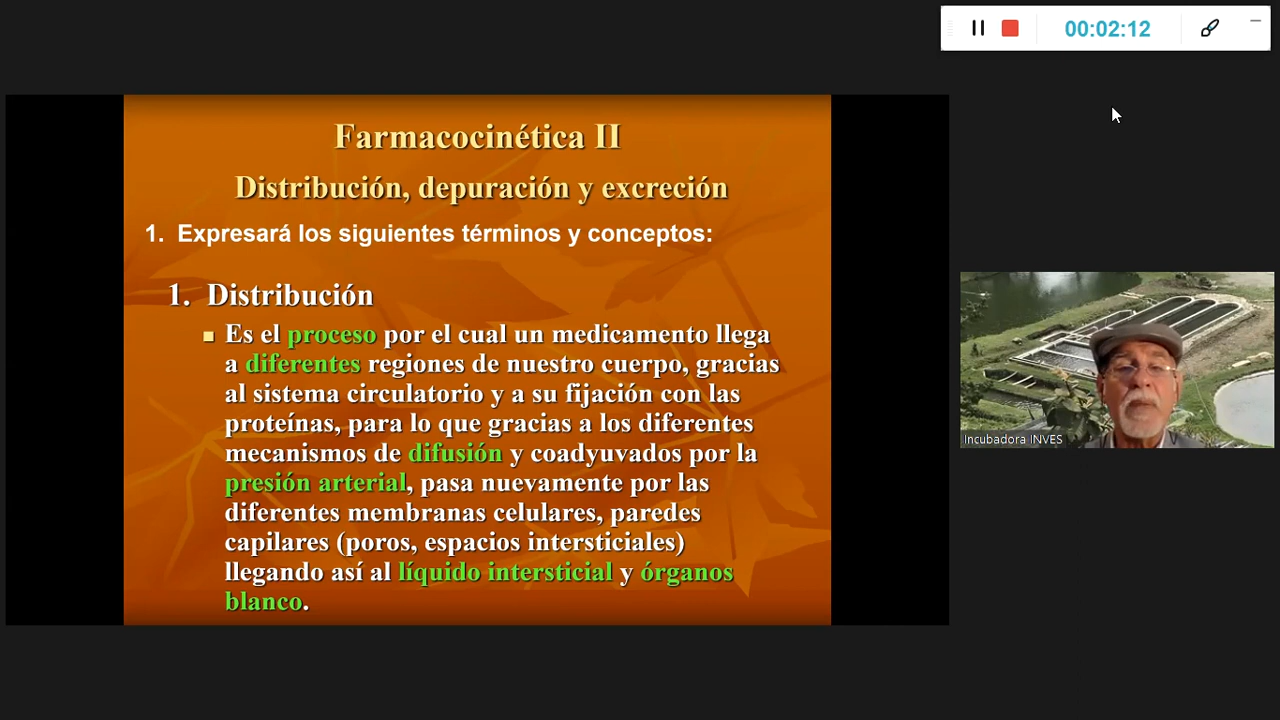 00:02:12
Farmacocinética II
Distribución, depuración y excreción
1. Expresará los siguientes términos y conceptos:
1. Distribución
Es el proceso por el cual un medicamento llega
a diferentes regiones de nuestro cuerpo, gracias
al sistema circulatorio y a su fijación con las
proteínas, para lo que gracias a los diferentes
mecanismos de difusión y coadyuvados por la
presión arterial, pasa nuevamente por las
diferentes membranas celulares, paredes
capilares (poros, espacios intersticiales)
llegando así al líquido intersticial y órganos
blanco.
Incubadora INVES